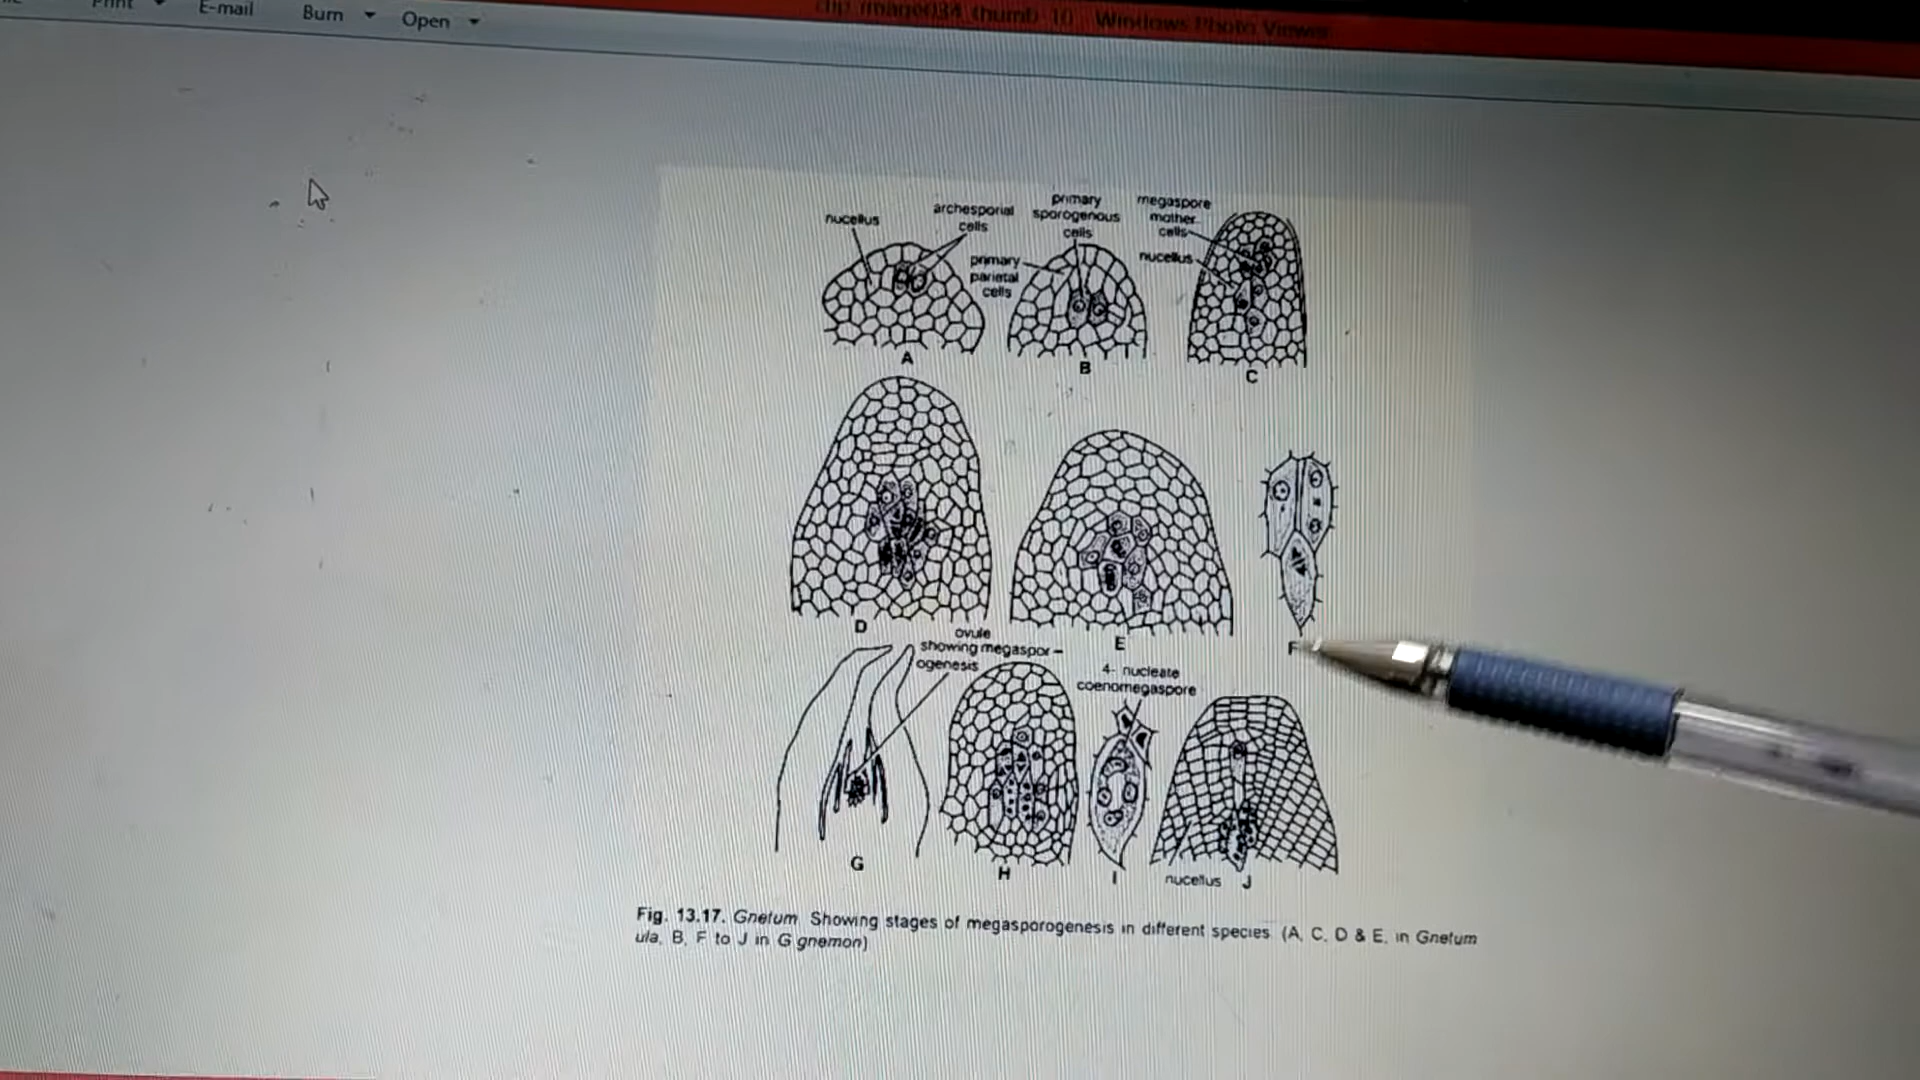 Print
E-mail
Burn
Open
clip_image034_thumb_10 - Windows Photo Viewer
nucellus
archesporial
cells
primary
sporogenous
cells
megaspore
mother
cells
primary
parietal
cells
nucellus
A
B
C
D
E
F
ovule
showing megaspor –
ogenesis
4- nucleate
coenomegaspore
G
H
I
nucellus
J
Fig. 13.17. Gnetum. Showing stages of megasporogenesis in different species (A, C, D & E, in Gnetum
ula, B, F to J in G gnemon)